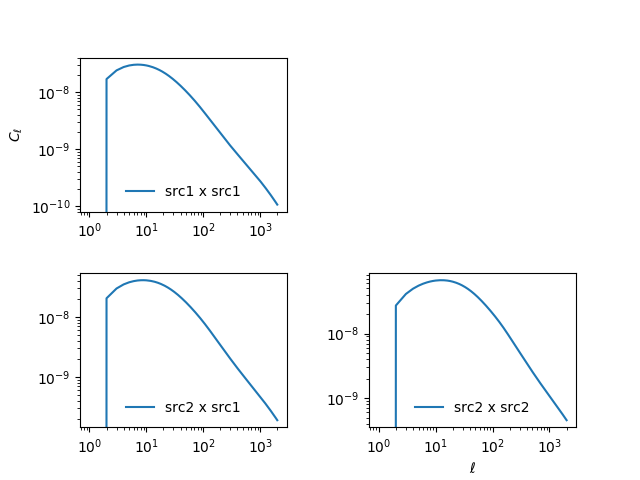 C_ℓ
10⁻⁸
10⁻⁹
10⁻¹⁰
src1 x src1
10⁰ 10¹ 10² 10³
10⁻⁸
10⁻⁹
src2 x src1
10⁰ 10¹ 10² 10³
10⁻⁸
10⁻⁹
src2 x src2
10⁰ 10¹ 10² 10³
ℓ